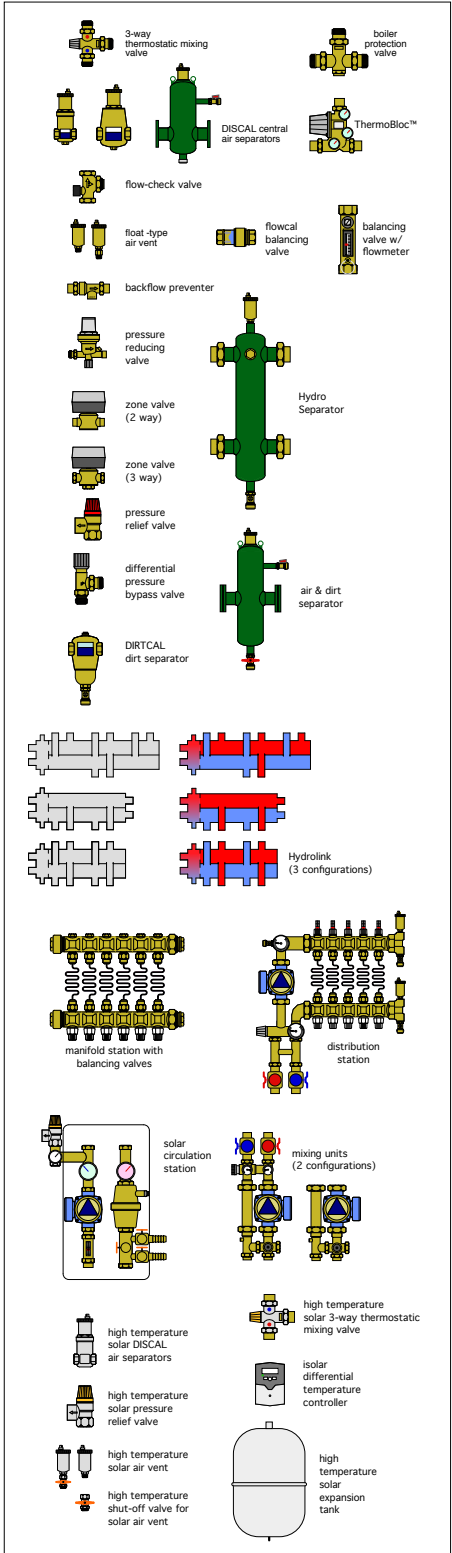 3-way
thermostatic mixing
valve
boiler
protection
valve
DISCAL central
air separators
ThermoBloc™
flow-check valve
float -type
air vent
flowcal
balancing
valve
balancing
valve w/
flowmeter
backflow preventer
pressure
reducing
valve
Hydro
Separator
zone valve
(2 way)
zone valve
(3 way)
pressure
relief valve
differential
pressure
bypass valve
air & dirt
separator
DIRTCAL
dirt separator
Hydrolink
(3 configurations)
manifold station with
balancing valves
distribution
station
solar
circulation
station
mixing units
(2 configurations)
high temperature
solar DISCAL
air separators
high temperature
solar 3-way thermostatic
mixing valve
high temperature
solar pressure
relief valve
isolar
differential
temperature
controller
high temperature
solar air vent
high temperature
shut-off valve for
solar air vent
high
temperature
solar
expansion
tank